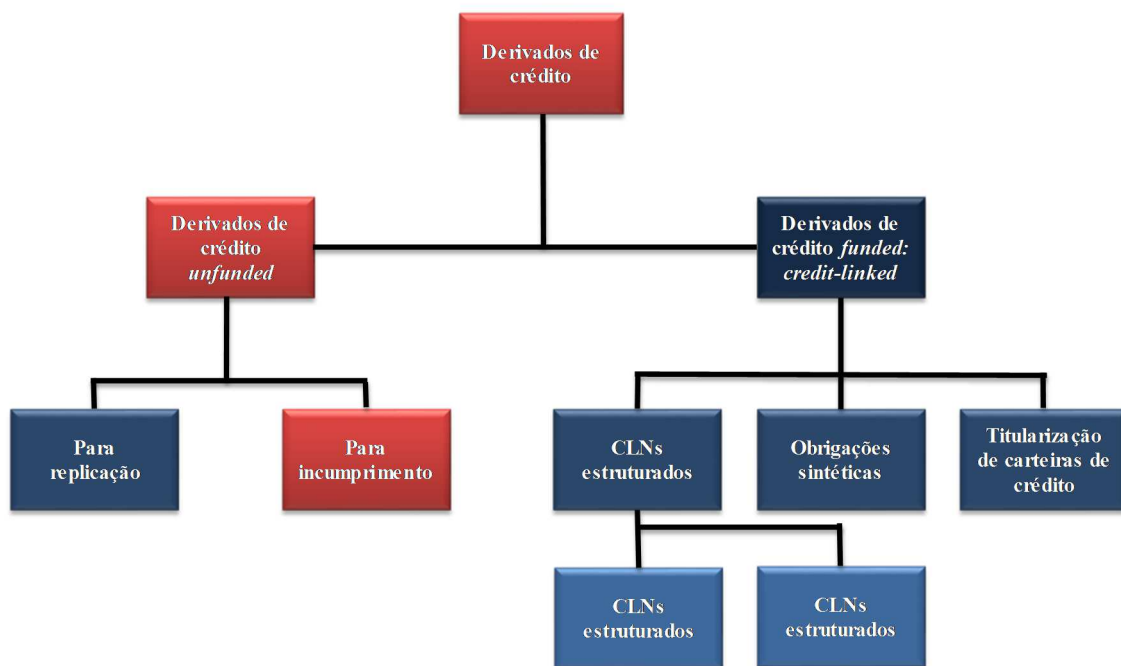 Derivados de
crédito
Derivados de
crédito
unfunded
Derivados de
crédito funded:
credit-linked
Para
replicação
Para
incumprimento
CLNs
estruturados
Obrigações
sintéticas
Titularização
de carteiras de
crédito
CLNs
estruturados
CLNs
estruturados